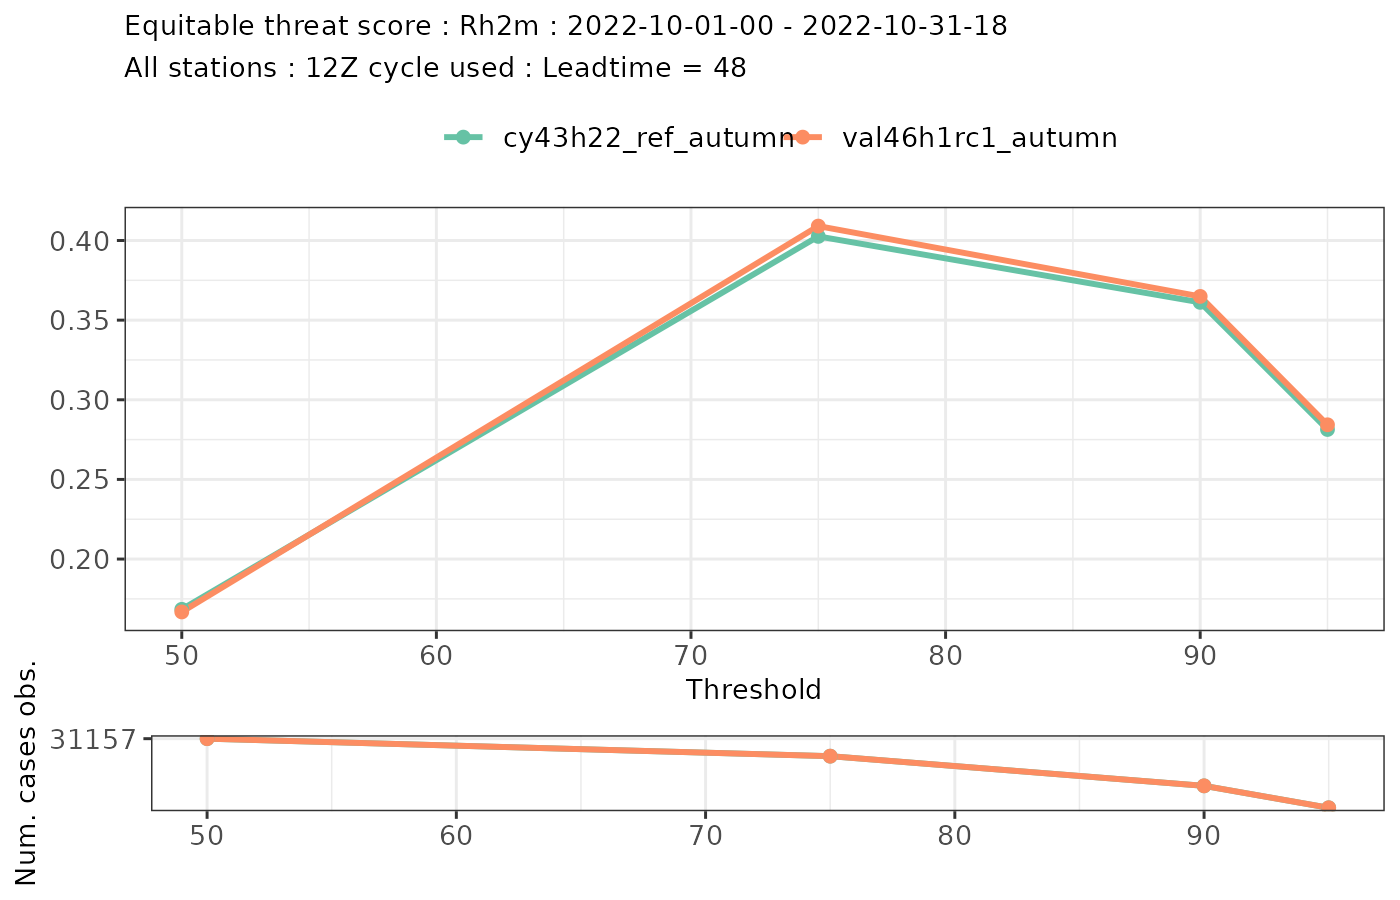 Equitable threat score : Rh2m : 2022-10-01-00 - 2022-10-31-18
All stations : 12Z cycle used : Leadtime = 48
cy43h22_ref_autumn val46h1rc1_autumn
0.40
0.35
0.30
0.25
0.20
50 60 70 80 90
Threshold
Num. cases obs.
31157
50 60 70 80 90